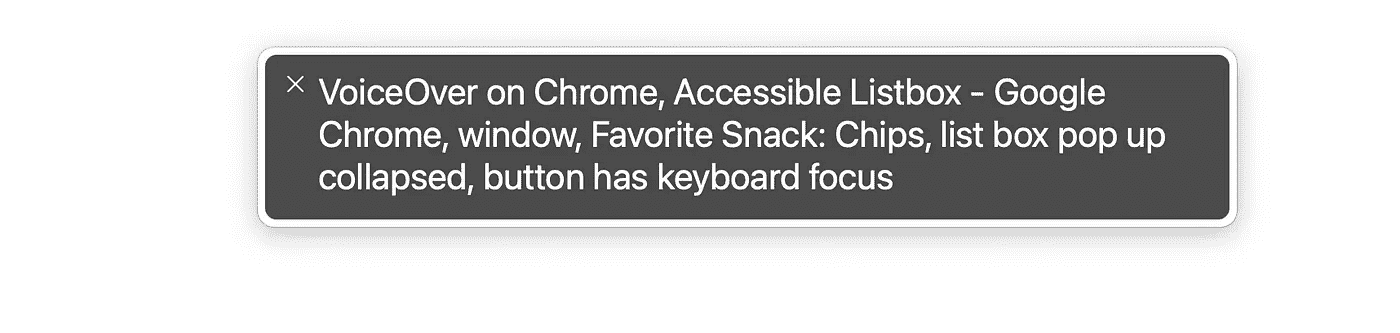 VoiceOver on Chrome, Accessible Listbox - Google
Chrome, window, Favorite Snack: Chips, list box pop up
collapsed, button has keyboard focus